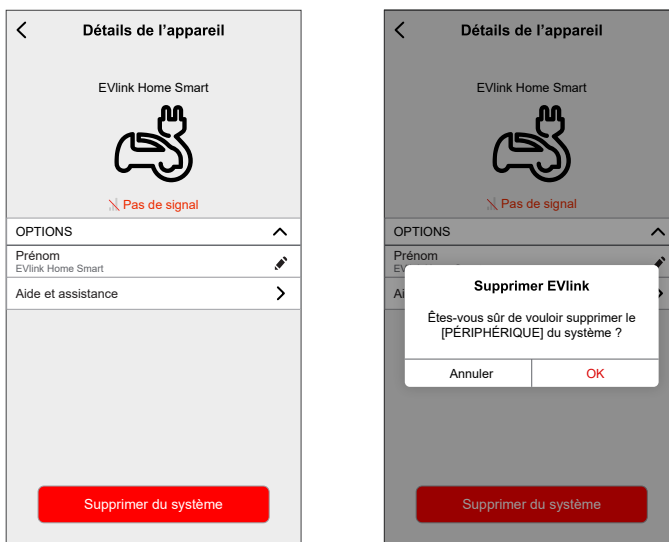 Détails de l'appareil
EVlink Home Smart
Pas de signal
OPTIONS
Prénom
EVlink Home Smart
Aide et assistance
Supprimer du système
Détails de l'appareil
EVlink Home Smart
Pas de signal
OPTIONS
Prénom
Supprimer EVlink
Êtes-vous sûr de vouloir supprimer le
[PÉRIPHÉRIQUE] du système ?
Annuler OK
Supprimer du système